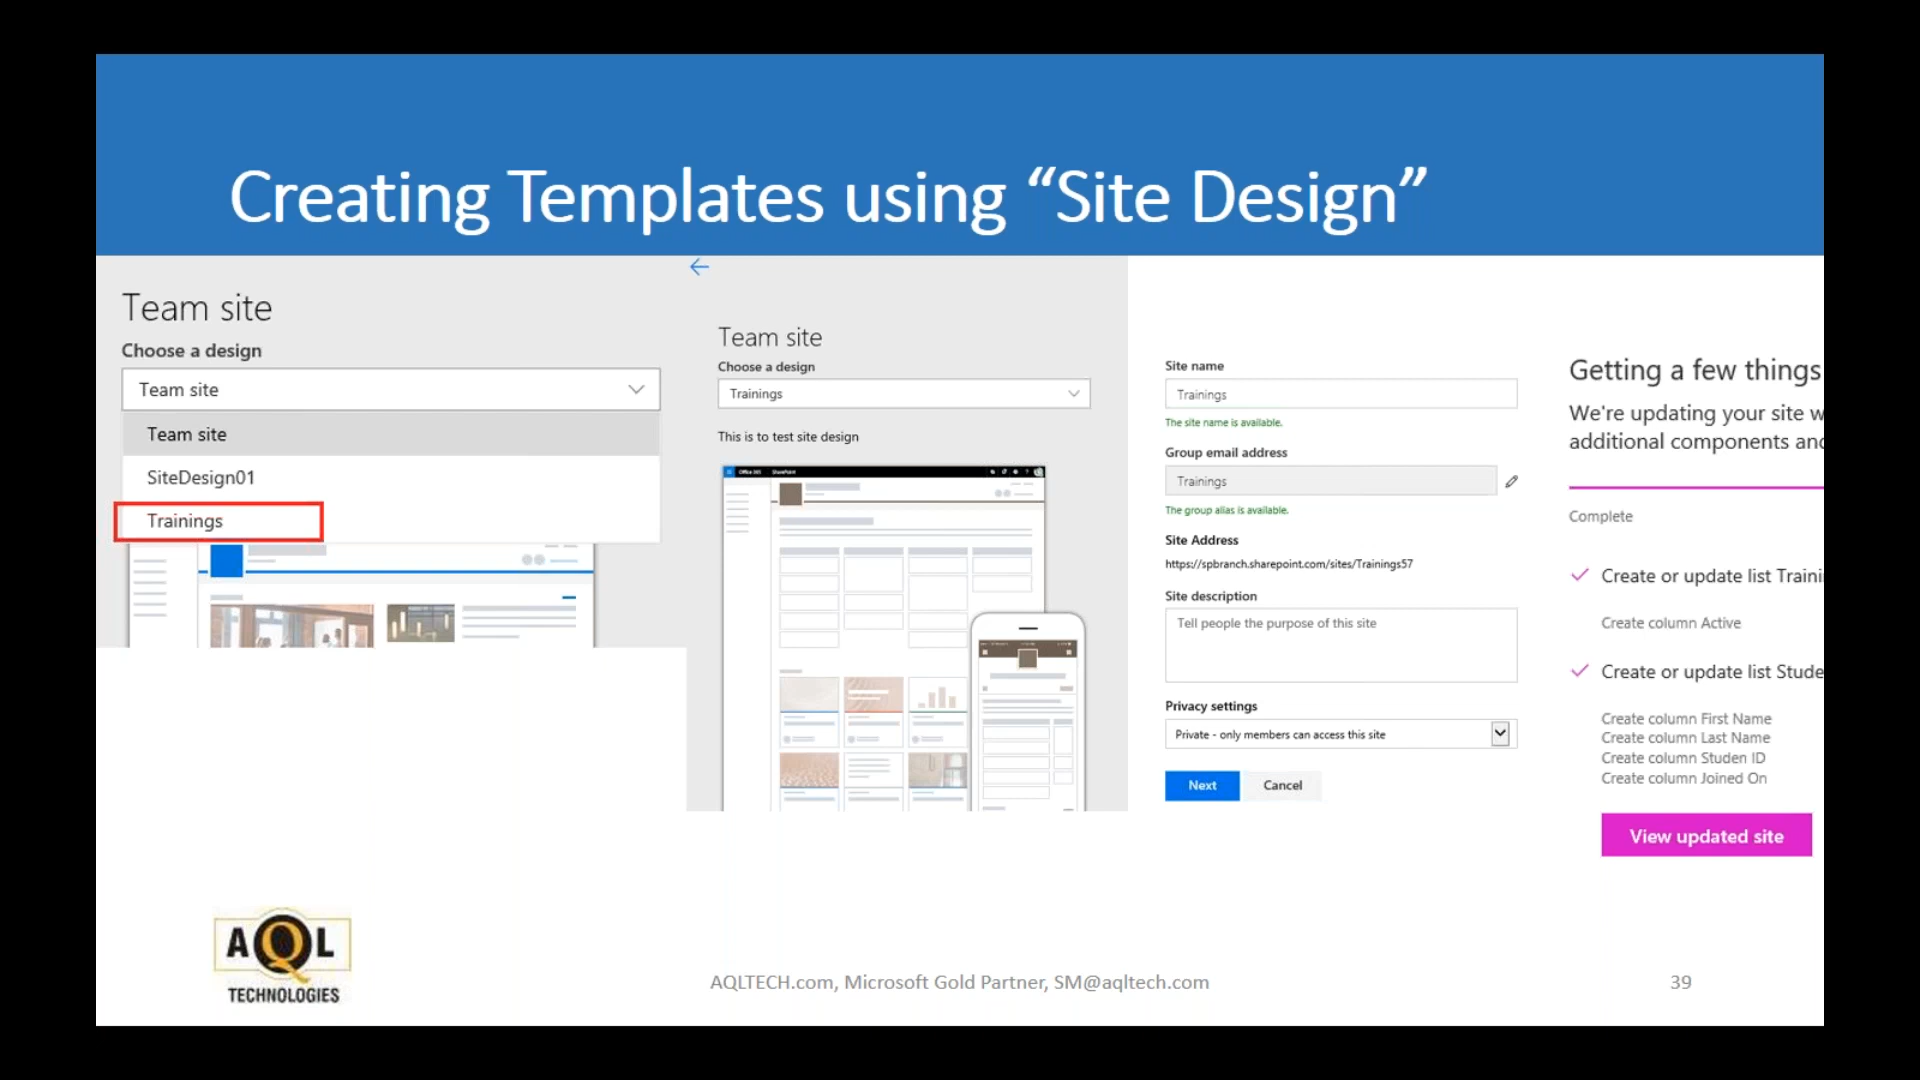 Creating Templates using “Site Design”
Team site
Choose a design
Team site
Team site
SiteDesign01
Trainings
Team site
Choose a design
Trainings
This is to test site design
Office 365 SharePoint
Site name
Trainings
The site name is available.
Group email address
Trainings
The group alias is available.
Site Address
https://spbranch.sharepoint.com/sites/Trainings57
Site description
Tell people the purpose of this site
Privacy settings
Private - only members can access this site
Next Cancel
Getting a few things
We're updating your site w
additional components and
Complete
Create or update list Traini
Create column Active
Create or update list Stude
Create column First Name
Create column Last Name
Create column Studen ID
Create column Joined On
View updated site
AQL
TECHNOLOGIES
AQLTECH.com, Microsoft Gold Partner, SM@aqltech.com
39